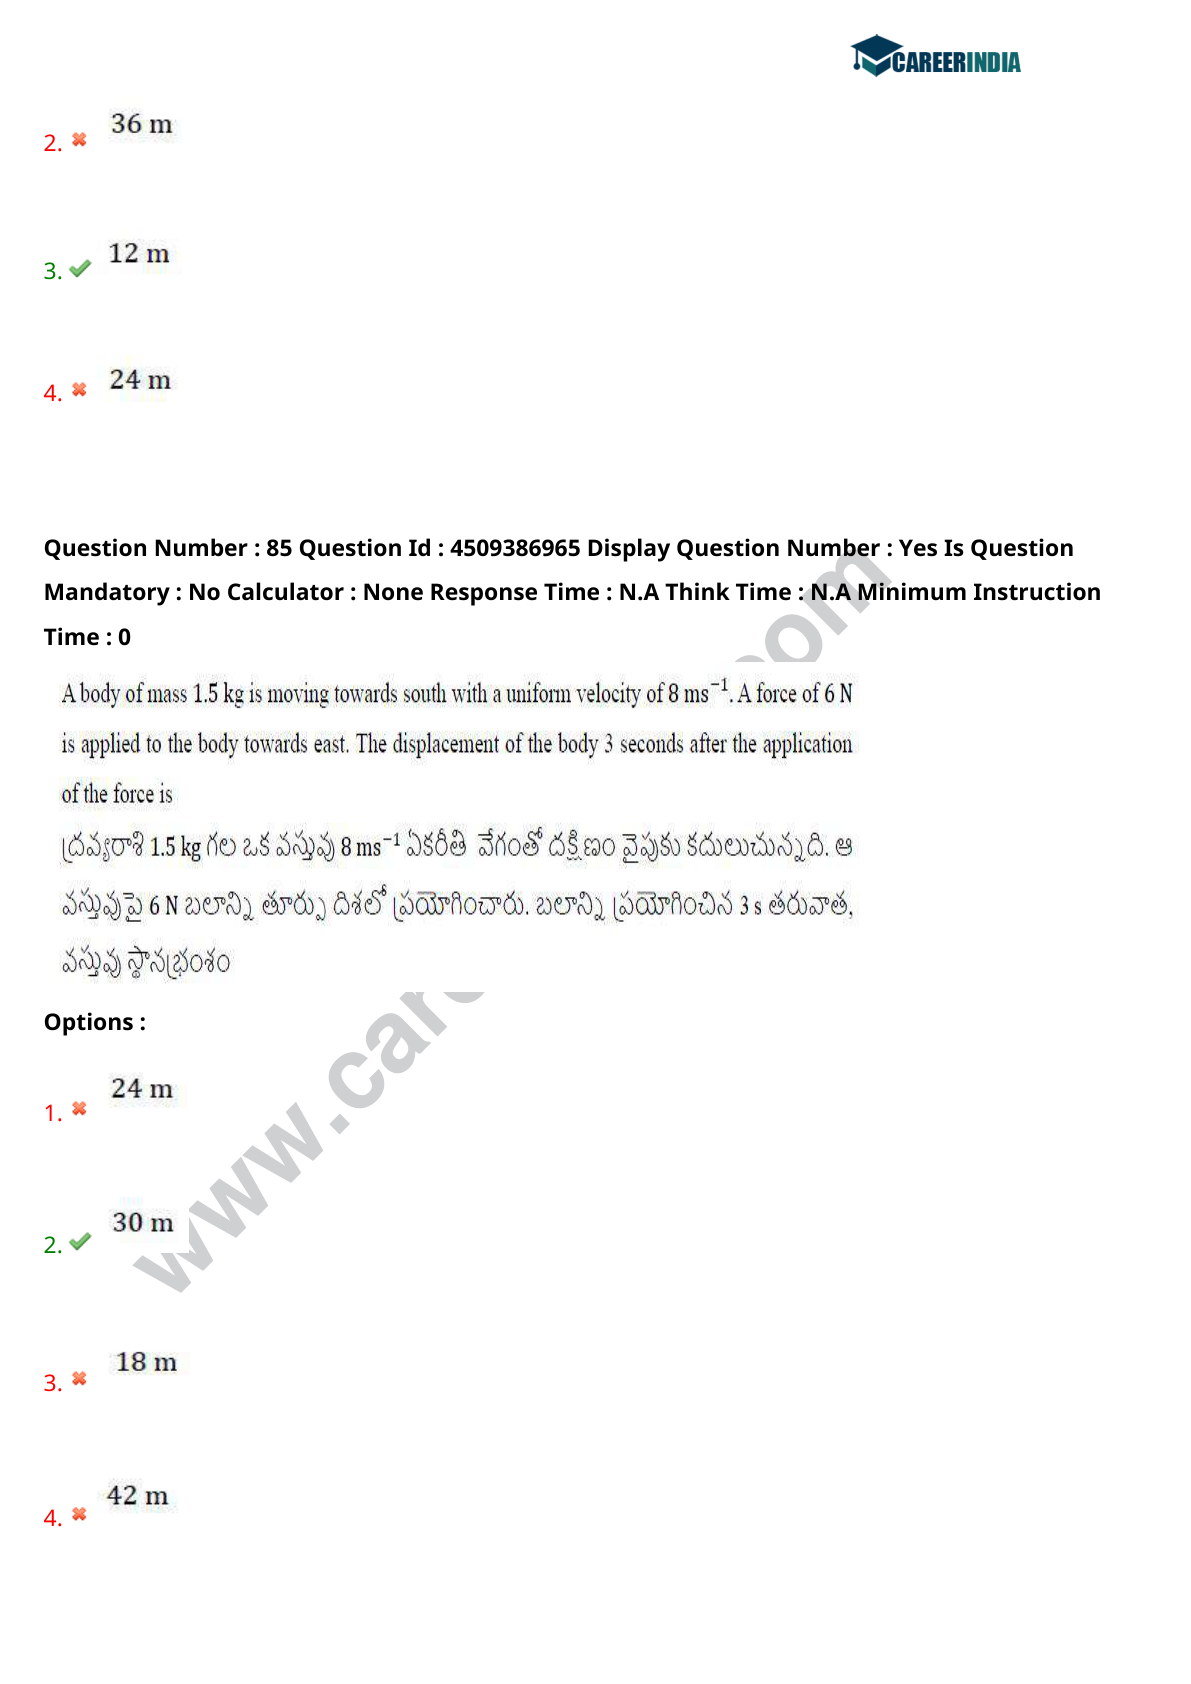 CAREERINDIA
2. 36 m
3. 12 m
4. 24 m
Question Number : 85 Question Id : 4509386965 Display Question Number : Yes Is Question
Mandatory : No Calculator : None Response Time : N.A Think Time : N.A Minimum Instruction
Time : 0
A body of mass 1.5 kg is moving towards south with a uniform velocity of 8 ms⁻¹. A force of 6 N
is applied to the body towards east. The displacement of the body 3 seconds after the application
of the force is
ద్రవ్యరాశి 1.5 kg గల ఒక వస్తువు 8 ms⁻¹ ఏకరీతి వేగంతో దక్షిణం వైపుకు కదులుచున్నది. ఆ
వస్తువుపై 6 N బలాన్ని తూర్పు దిశలో ప్రయోగించారు. బలాన్ని ప్రయోగించిన 3 s తరువాత,
వస్తువు స్థానభ్రంశం
Options :
1. 24 m
2. 30 m
3. 18 m
4. 42 m